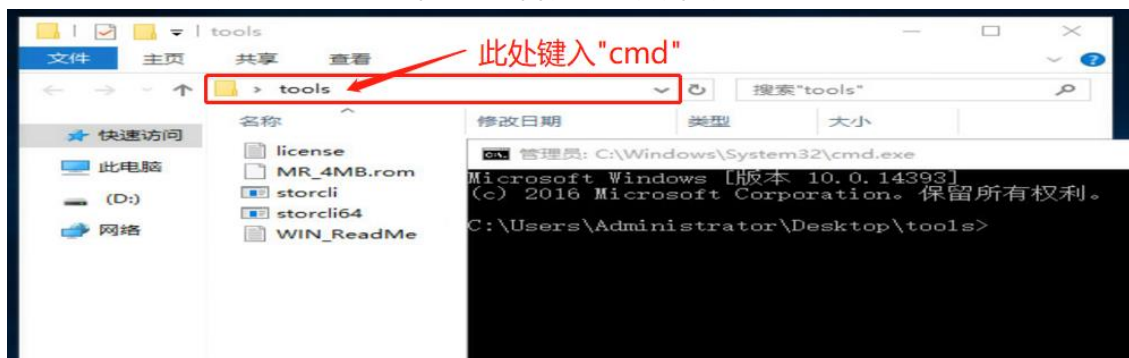 tools
文件 主页 共享 查看
此处键入"cmd"
› tools
搜索"tools"
名称 修改日期 类型 大小
快速访问
此电脑
(D:)
网络
license
MR_4MB.rom
storcli
storcli64
WIN_ReadMe
管理员: C:\Windows\System32\cmd.exe
Microsoft Windows [版本 10.0.14393]
(c) 2016 Microsoft Corporation。保留所有权利。
C:\Users\Administrator\Desktop\tools>